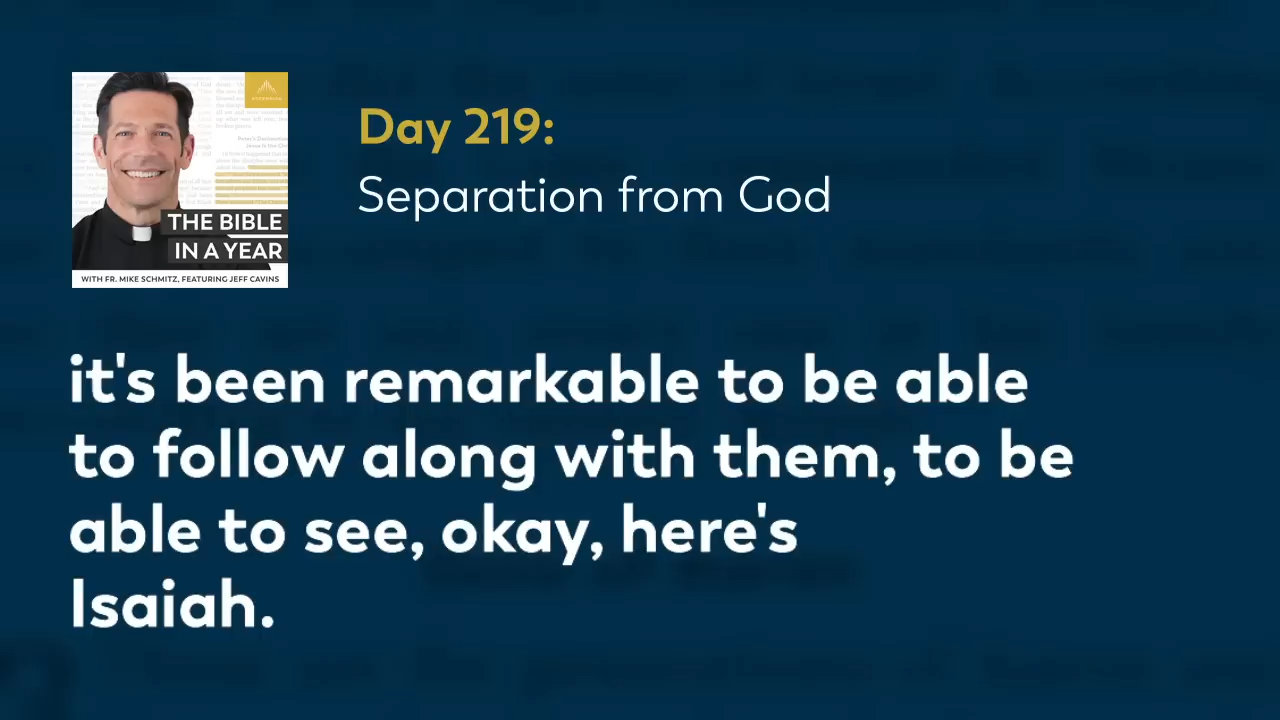 THE BIBLE
IN A YEAR
WITH FR. MIKE SCHMITZ, FEATURING JEFF CAVINS
Day 219:
Separation from God
it's been remarkable to be able
to follow along with them, to be
able to see, okay, here's
Isaiah.